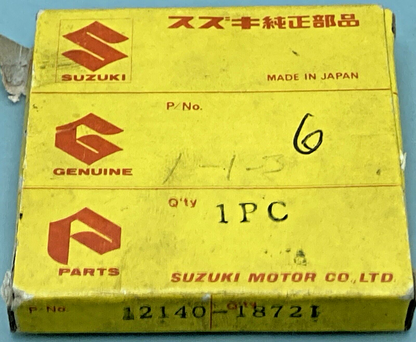 スズキ純正部品
SUZUKI
MADE IN JAPAN
P/No.
6
GENUINE
Q'ty 1PC
PARTS
SUZUKI MOTOR CO., LTD.
P/No. 12140-18721 Q'ty